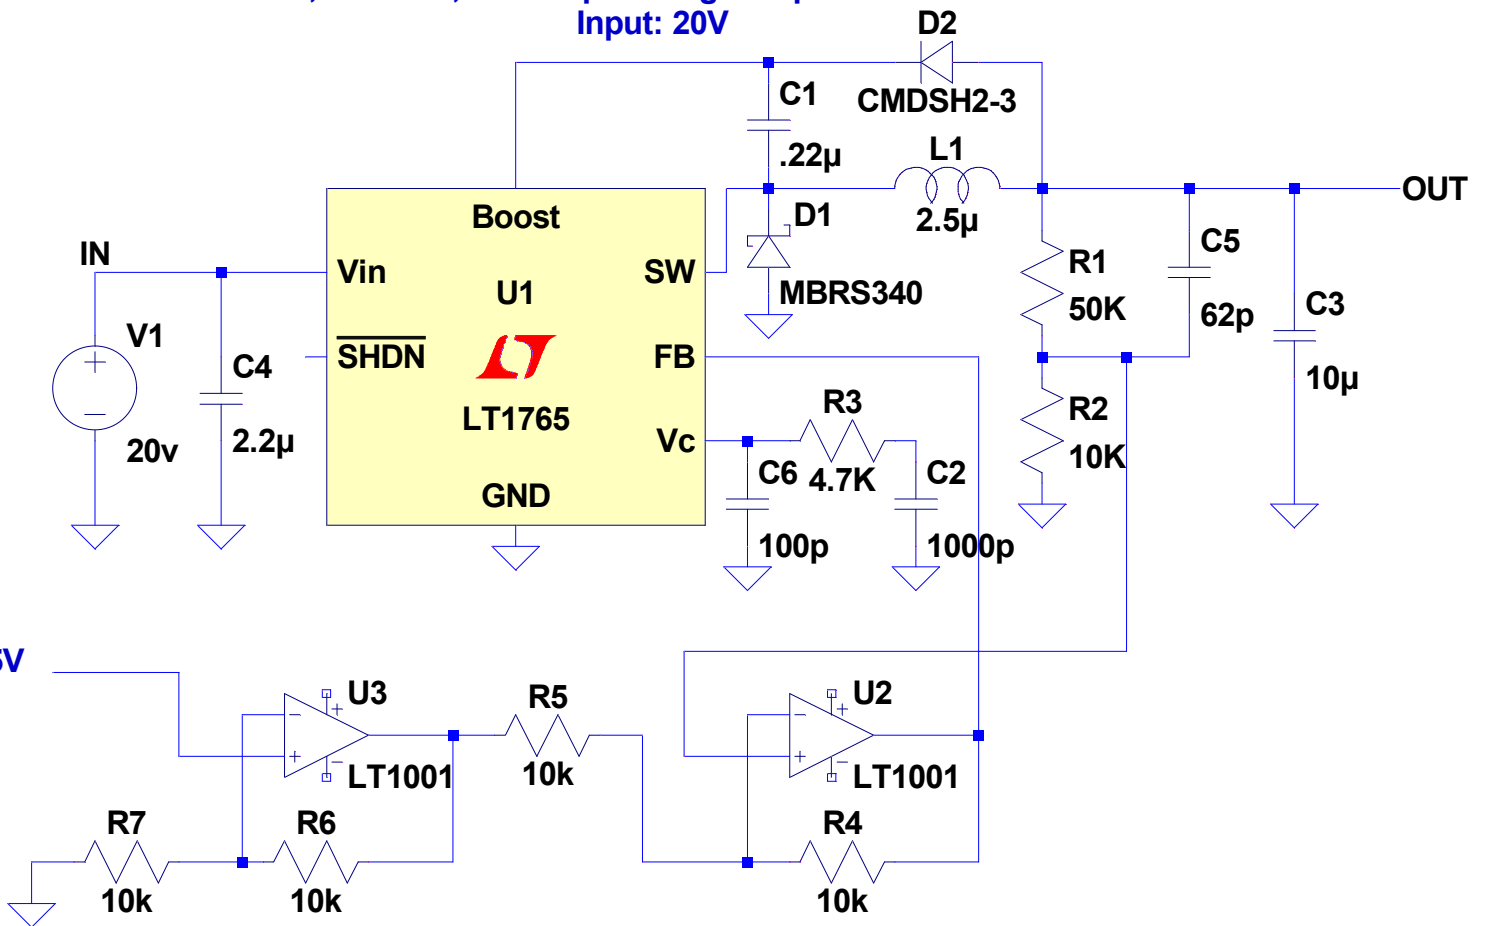 Input: 20V
D2
CMDSH2-3
C1
.22µ
L1
2.5µ
OUT
Boost
D1
MBRS340
IN
Vin
SW
U1
R1
50K
C5
62p
C3
10µ
V1
20v
C4
2.2µ
SHDN
FB
LT1765
R3
4.7K
R2
10K
Vc
C6
100p
C2
1000p
GND
U3
LT1001
R5
10k
U2
LT1001
R7
10k
R6
10k
R4
10k